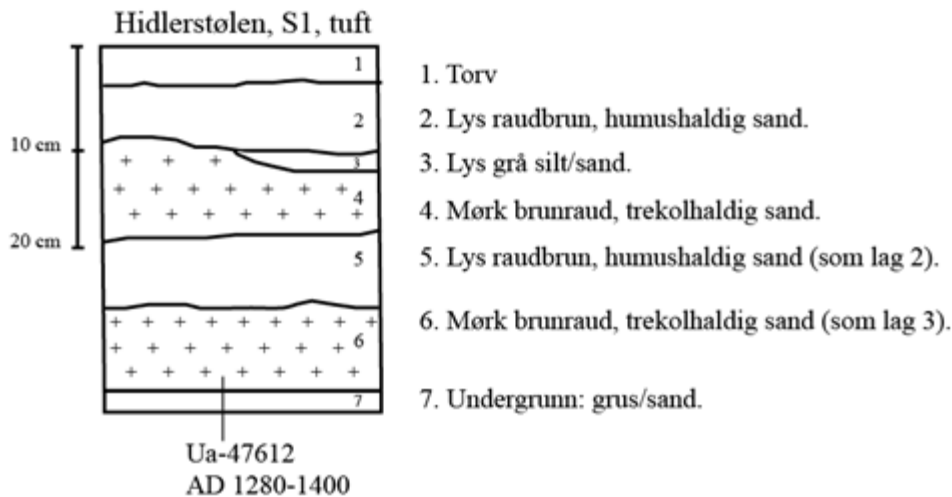 Hidlerstølen, S1, tuft
1
2
10 cm
3
4
20 cm
5
6
7
1. Torv
2. Lys raudbrun, humushaldig sand.
3. Lys grå silt/sand.
4. Mørk brunraud, trekolhaldig sand.
5. Lys raudbrun, humushaldig sand (som lag 2).
6. Mørk brunraud, trekolhaldig sand (som lag 3).
7. Undergrunn: grus/sand.
Ua-47612
AD 1280-1400